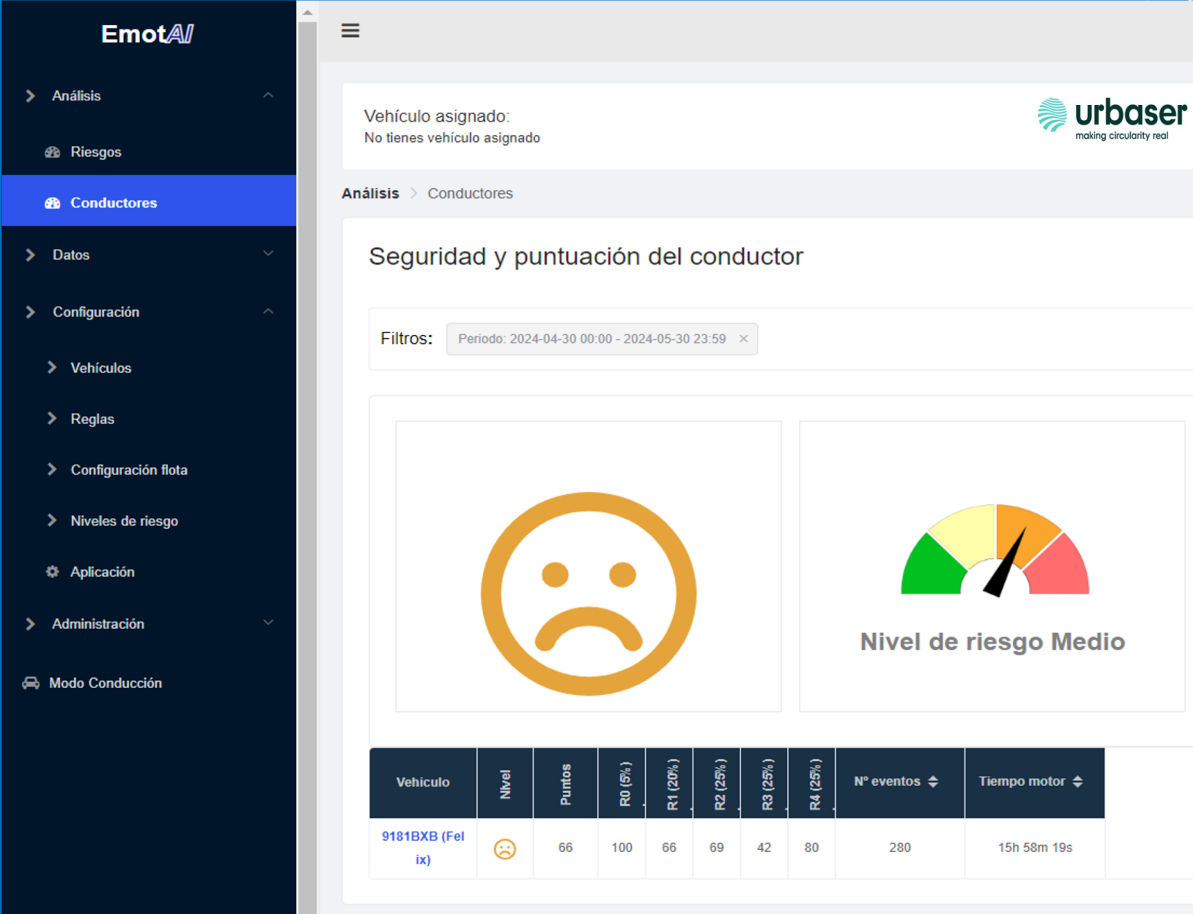 EmotAI
Análisis
Riesgos
Conductores
Datos
Configuración
Vehículos
Reglas
Configuración flota
Niveles de riesgo
Aplicación
Administración
Modo Conducción
Vehículo asignado:
No tienes vehículo asignado
urbaser
making circularity real
Análisis > Conductores
Seguridad y puntuación del conductor
Filtros: Periodo: 2024-04-30 00:00 - 2024-05-30 23:59 ×
Nivel de riesgo Medio
Vehículo Nivel Puntos R0 (5%) R1 (20%) R2 (25%) R3 (25%) R4 (25%) Nº eventos Tiempo motor
9181BXB (Fel
ix) 66 100 66 69 42 80 280 15h 58m 19s